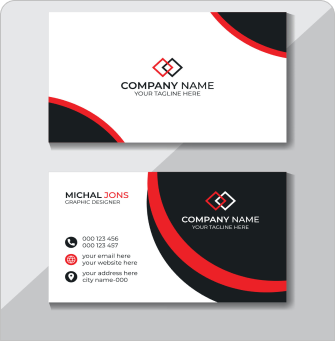 COMPANY NAME
YOUR TAGLINE HERE
MICHAL JONS
GRAPHIC DESIGNER
000 123 456
000 123 457
your email here
your website here
your address here
city name-000
COMPANY NAME
YOUR TAGLINE HERE